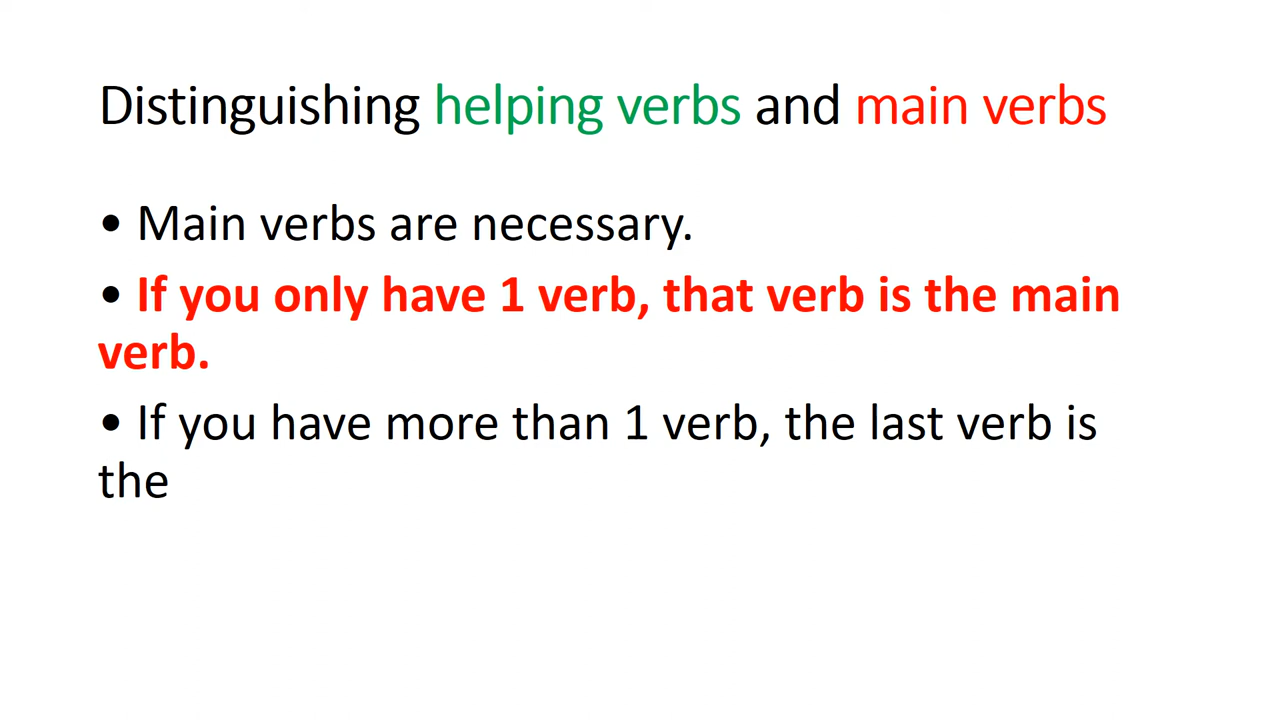 Distinguishing helping verbs and main verbs
• Main verbs are necessary.
• If you only have 1 verb, that verb is the main
verb.
• If you have more than 1 verb, the last verb is
the